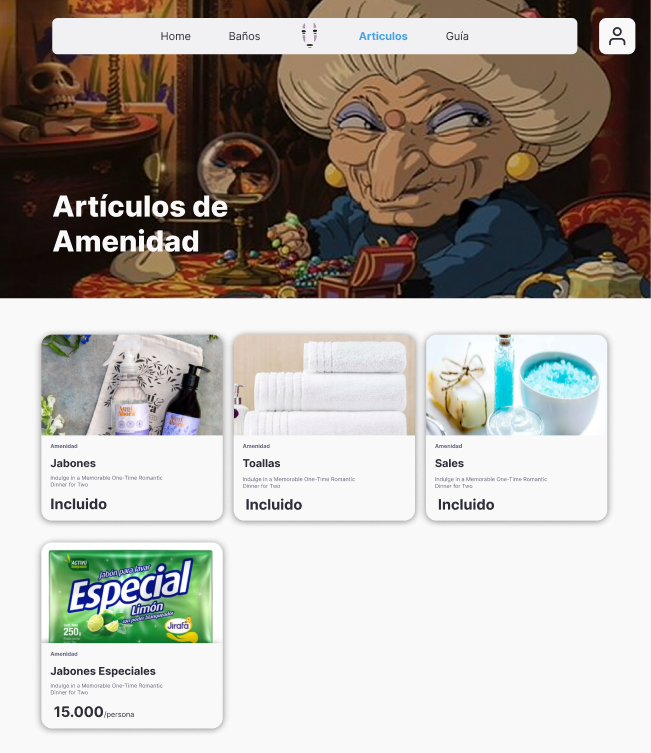 Home
Baños
Articulos
Guía
Artículos de
Amenidad
Amenidad
Jabones
Indulge in a Memorable One-Time Romantic
Dinner for Two
Incluido
Amenidad
Toallas
Indulge in a Memorable One-Time Romantic
Dinner for Two
Incluido
Amenidad
Sales
Indulge in a Memorable One-Time Romantic
Dinner for Two
Incluido
ACTIVO
jabón para lavar
Especial
Limón
250g
Jirafa
Amenidad
Jabones Especiales
Indulge in a Memorable One-Time Romantic
Dinner for Two
15.000/persona